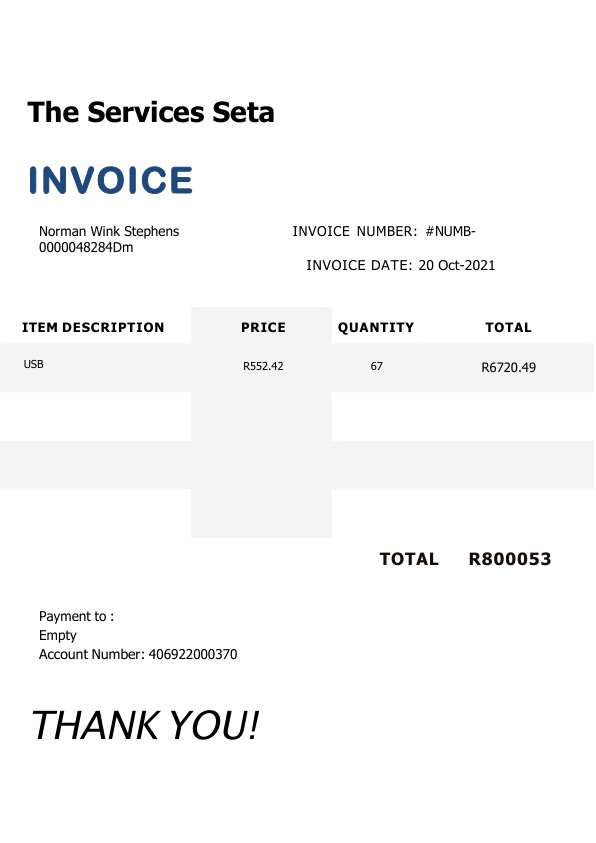 The Services Seta
INVOICE
Norman Wink Stephens
0000048284Dm
INVOICE NUMBER: #NUMB-
INVOICE DATE: 20 Oct-2021
ITEM DESCRIPTION PRICE QUANTITY TOTAL
USB R552.42 67 R6720.49
TOTAL R800053
Payment to :
Empty
Account Number: 406922000370
THANK YOU!